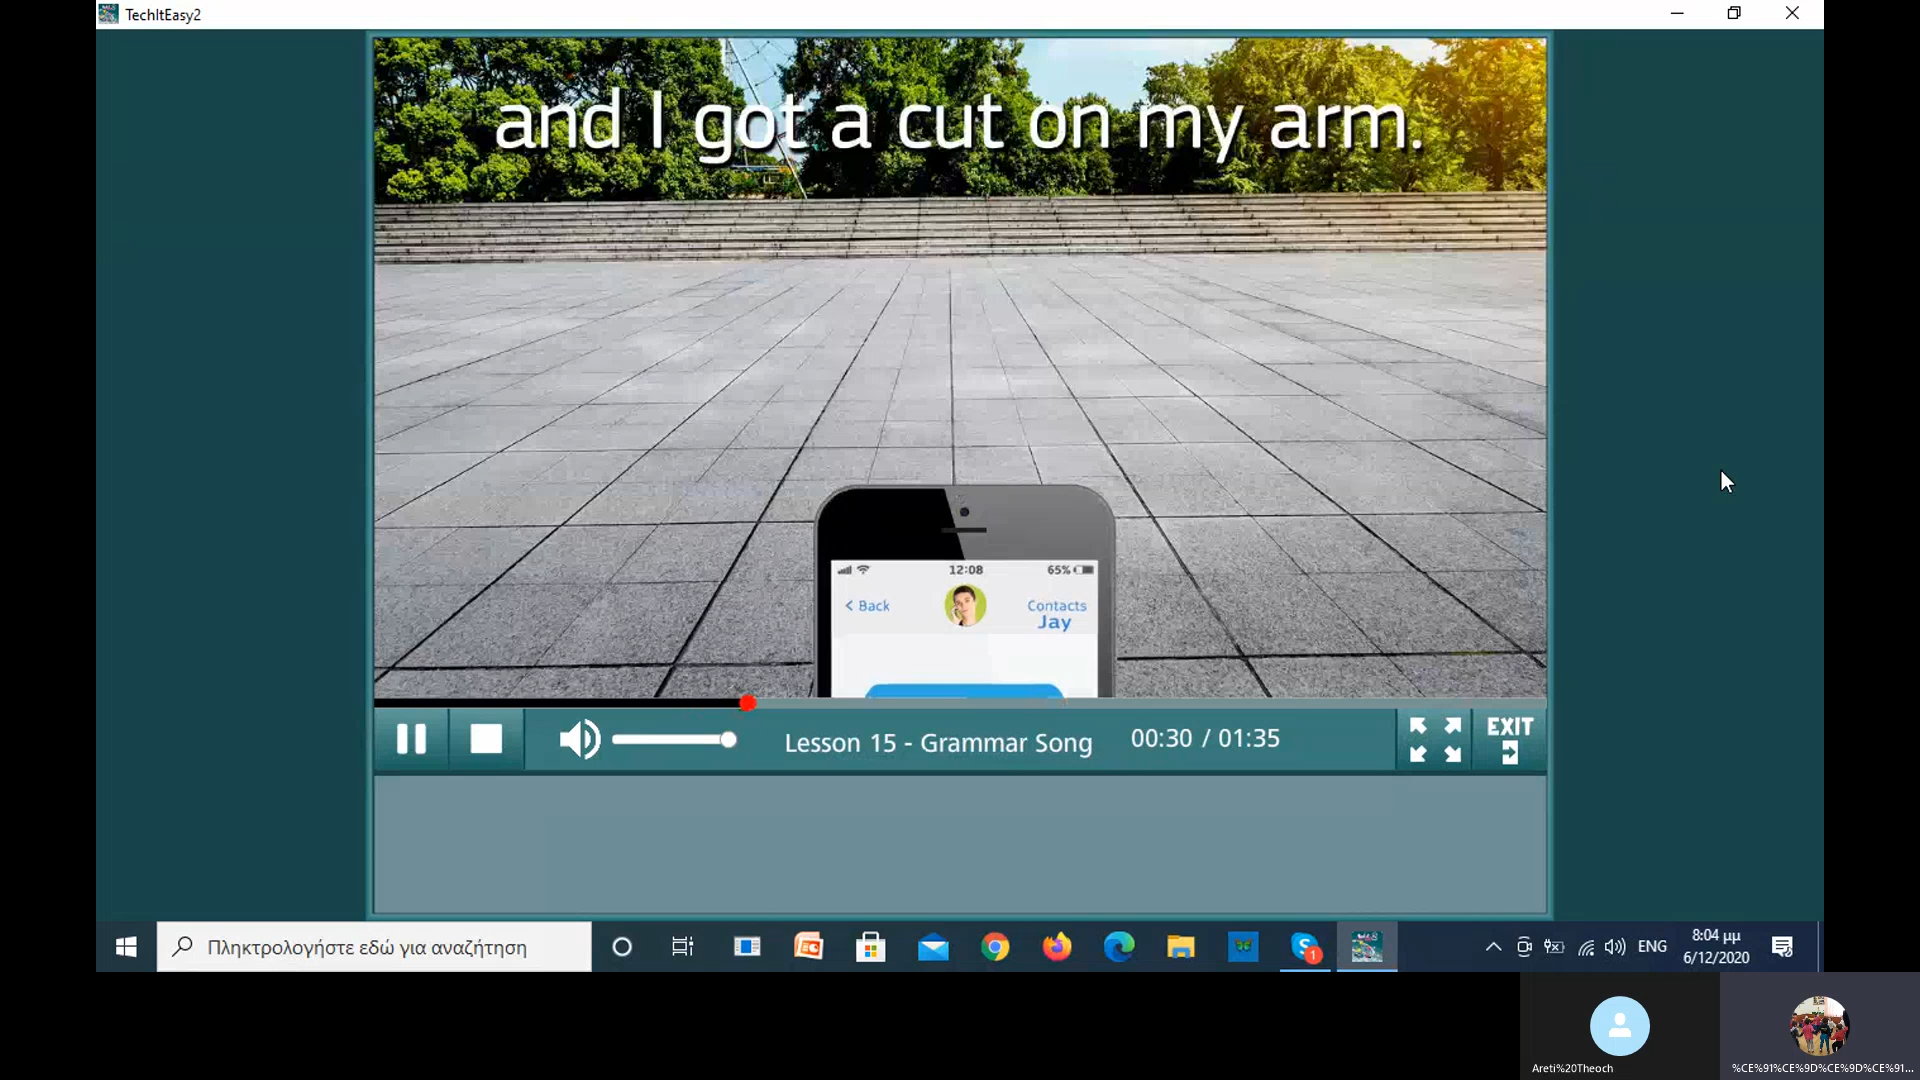 TechItEasy2
and I got a cut on my arm.
12:08
65%
< Back
Contacts
Jay
Lesson 15 - Grammar Song
00:30 / 01:35
EXIT
Πληκτρολογήστε εδώ για αναζήτηση
1
ENG
8:04 μμ
6/12/2020
Areti%20Theoch
%CE%91%CE%9D%CE%9D%CE%91...